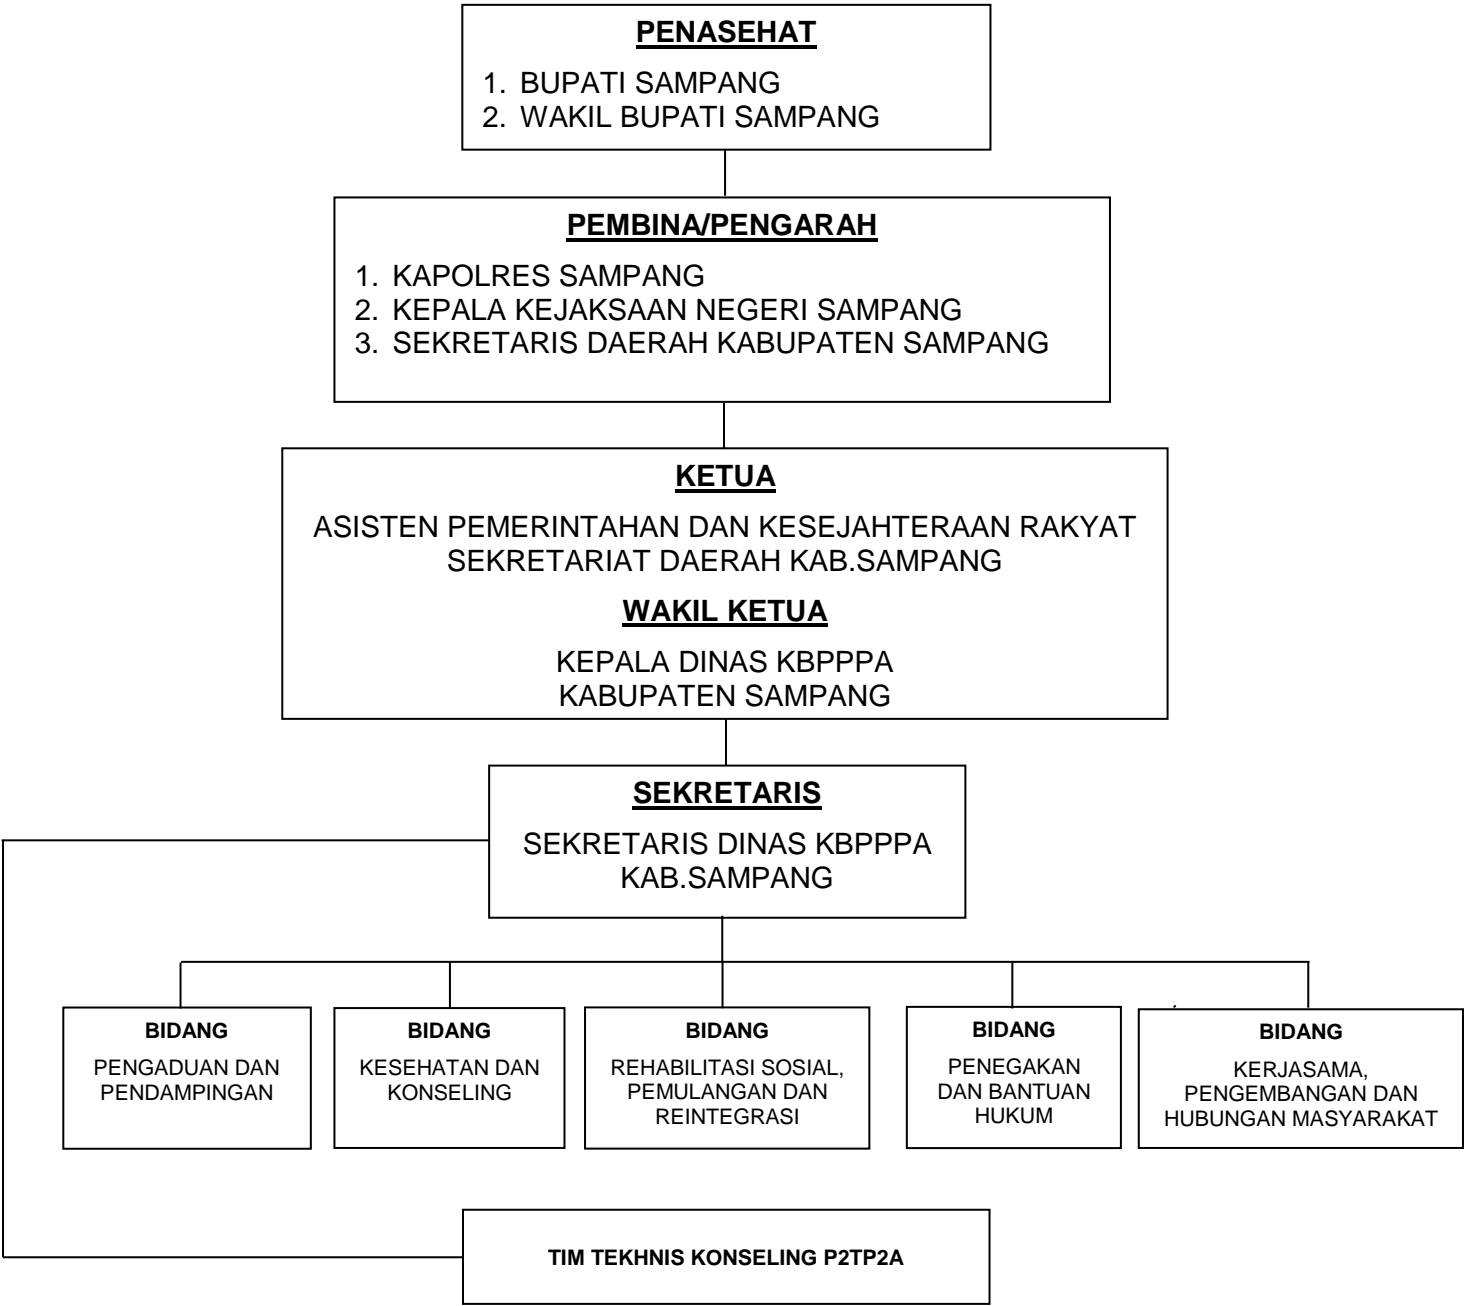 PENASEHAT
1. BUPATI SAMPANG
2. WAKIL BUPATI SAMPANG
PEMBINA/PENGARAH
1. KAPOLRES SAMPANG
2. KEPALA KEJAKSAAN NEGERI SAMPANG
3. SEKRETARIS DAERAH KABUPATEN SAMPANG
KETUA
ASISTEN PEMERINTAHAN DAN KESEJAHTERAAN RAKYAT
SEKRETARIAT DAERAH KAB.SAMPANG
WAKIL KETUA
KEPALA DINAS KBPPPA
KABUPATEN SAMPANG
SEKRETARIS
SEKRETARIS DINAS KBPPPA
KAB.SAMPANG
BIDANG
PENGADUAN DAN
PENDAMPINGAN
BIDANG
KESEHATAN DAN
KONSELING
BIDANG
REHABILITASI SOSIAL,
PEMULANGAN DAN
REINTEGRASI
BIDANG
PENEGAKAN
DAN BANTUAN
HUKUM
BIDANG
KERJASAMA,
PENGEMBANGAN DAN
HUBUNGAN MASYARAKAT
TIM TEKHNIS KONSELING P2TP2A